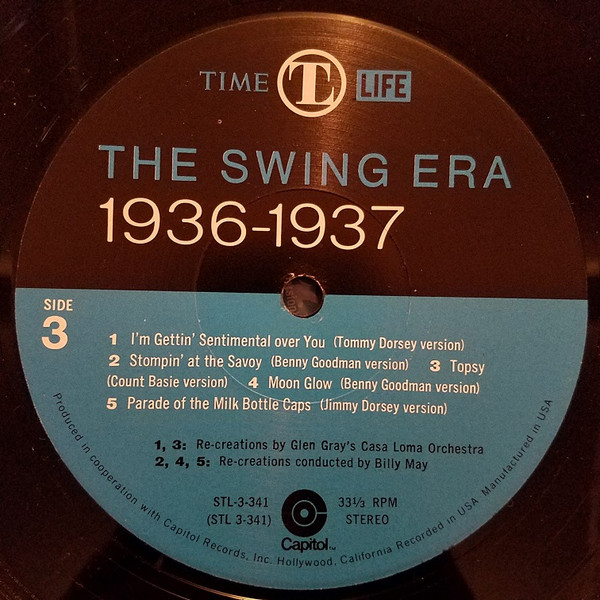 TIME TL LIFE
THE SWING ERA
1936-1937
SIDE
3
1 I'm Gettin' Sentimental over You (Tommy Dorsey version)
2 Stompin' at the Savoy (Benny Goodman version) 3 Topsy
(Count Basie version) 4 Moon Glow (Benny Goodman version)
5 Parade of the Milk Bottle Caps (Jimmy Dorsey version)
1, 3: Re-creations by Glen Gray's Casa Loma Orchestra
2, 4, 5: Re-creations conducted by Billy May
STL-3-341 33⅓ RPM
(STL 3-341) STEREO
Capitol™
Produced in cooperation with Capitol Records, Inc. Hollywood, California Recorded in USA Manufactured in USA